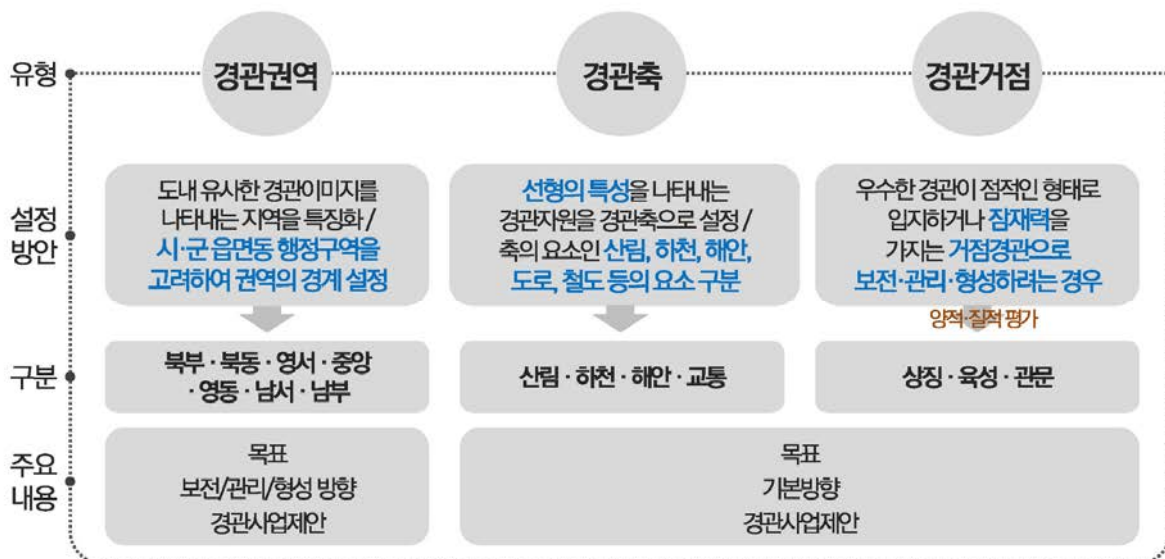 유형
경관권역
경관축
경관거점
설정
방안
도내 유사한 경관이미지를
나타내는 지역을 특징화 /
시·군 읍면동 행정구역을
고려하여 권역의 경계 설정
선형의 특성을 나타내는
경관자원을 경관축으로 설정 /
축의 요소인 산림, 하천, 해안,
도로, 철도 등의 요소 구분
우수한 경관이 점적인 형태로
입지하거나 잠재력을
가지는 거점경관으로
보전·관리·형성하려는 경우
양적·질적 평가
구분
북부 · 북동 · 영서 · 중앙
· 영동 · 남서 · 남부
산림 · 하천 · 해안 · 교통
상징 · 육성 · 관문
주요
내용
목표
보전/관리/형성 방향
경관사업제안
목표
기본방향
경관사업제안